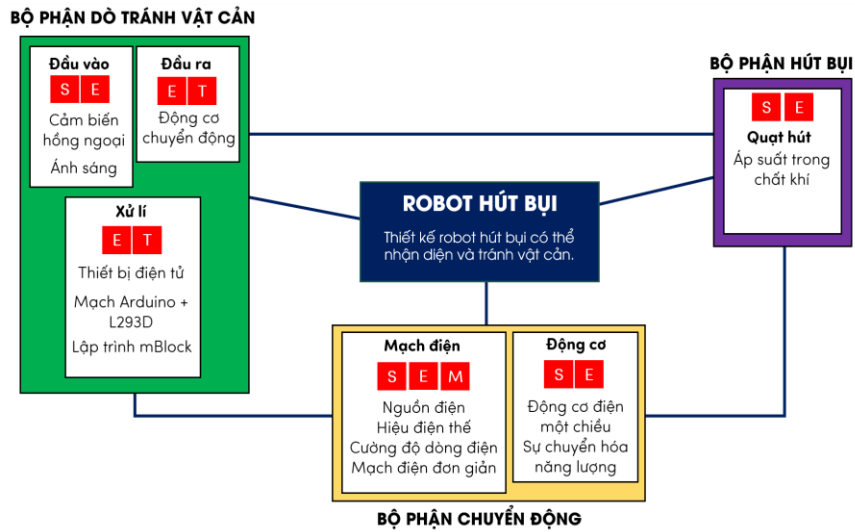 BỘ PHẬN DÒ TRÁNH VẬT CẢN
Đầu vào
S E
Cảm biến
hồng ngoại
Ánh sáng
Đầu ra
E T
Động cơ
chuyển động
Xử lí
E T
Thiết bị điện tử
Mạch Arduino +
L293D
Lập trình mBlock
ROBOT HÚT BỤI
Thiết kế robot hút bụi có thể
nhận diện và tránh vật cản.
BỘ PHẬN HÚT BỤI
S E
Quạt hút
Áp suất trong
chất khí
Mạch điện
S E M
Nguồn điện
Hiệu điện thế
Cường độ dòng điện
Mạch điện đơn giản
Động cơ
S E
Động cơ điện
một chiều
Sự chuyển hóa
năng lượng
BỘ PHẬN CHUYỂN ĐỘNG